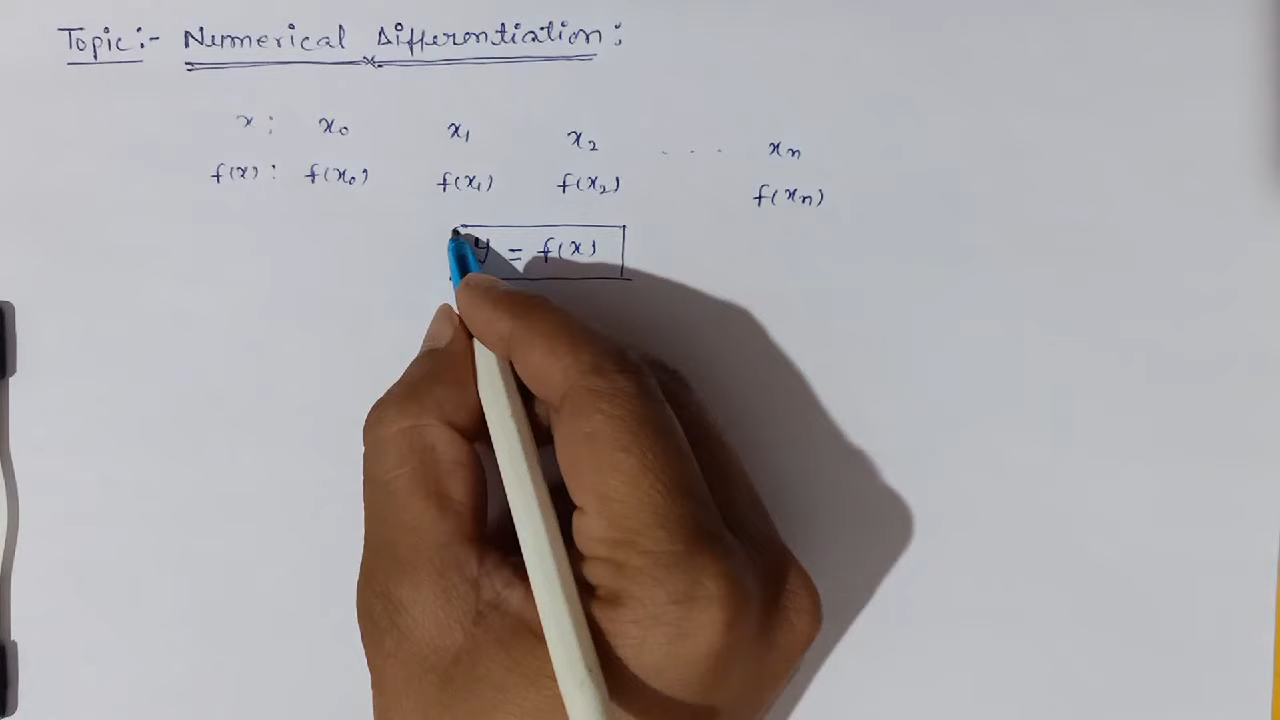 Topic:- Numerical Differentiation:
x: x₀ x₁ x₂ . . . xₙ
f(x): f(x₀) f(x₁) f(x₂) f(xₙ)
y = f(x)